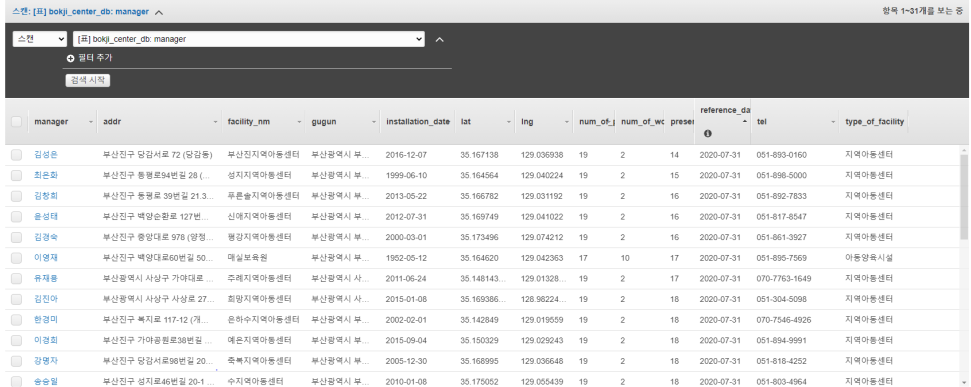 스캔: [표] bokji_center_db: manager
항목 1~31개를 보는 중
스캔 [표] bokji_center_db: manager
필터 추가
검색 시작
manager addr facility_nm gugun installation_date lat lng num_of_ num_of_wo preser reference_da tel type_of_facility
김성은 부산진구 당감서로 72 (당감동) 부산진지역아동센터 부산광역시 부... 2016-12-07 35.167138 129.036938 19 2 14 2020-07-31 051-893-0160 지역아동센터
최은화 부산진구 동평로94번길 28 (... 성지지역아동센터 부산광역시 부... 1999-06-10 35.164564 129.040224 19 2 15 2020-07-31 051-898-5000 지역아동센터
김창희 부산진구 동평로 39번길 21.3... 푸른솔지역아동센터 부산광역시 부... 2013-05-22 35.166782 129.031192 19 2 16 2020-07-31 051-892-7833 지역아동센터
윤성태 부산진구 백양순환로 127번... 신애지역아동센터 부산광역시 부... 2012-07-31 35.169749 129.041022 19 2 16 2020-07-31 051-817-8547 지역아동센터
김경숙 부산진구 중앙대로 978 (양정... 평강지역아동센터 부산광역시 부... 2000-03-01 35.173496 129.074212 19 2 16 2020-07-31 051-861-3927 지역아동센터
이영재 부산진구 백양대로60번길 50... 매실보육원 부산광역시 부... 1952-05-12 35.164620 129.042363 17 10 17 2020-07-31 051-895-7569 아동양육시설
유재용 부산광역시 사상구 가야대로 ... 주례지역아동센터 부산광역시 사... 2011-06-24 35.148143... 129.01328... 19 2 17 2020-07-31 070-7763-1649 지역아동센터
김진아 부산광역시 사상구 사상로 27... 희망지역아동센터 부산광역시 사... 2015-01-08 35.169386... 128.98224... 19 2 18 2020-07-31 051-304-5098 지역아동센터
한경미 부산진구 복지로 117-12 (개... 은하수지역아동센터 부산광역시 부... 2002-02-01 35.142849 129.019559 19 2 18 2020-07-31 070-7546-4926 지역아동센터
이경희 부산진구 가야공원로38번길 ... 예은지역아동센터 부산광역시 부... 2015-09-04 35.150329 129.029243 19 2 18 2020-07-31 051-894-9991 지역아동센터
강명자 부산진구 당감서로98번길 20... 축복지역아동센터 부산광역시 부... 2005-12-30 35.168995 129.036648 19 2 18 2020-07-31 051-818-4252 지역아동센터
송승일 부산진구 성지로46번길 20-1 ... 수지역아동센터 부산광역시 부... 2010-01-08 35.175052 129.055439 19 2 18 2020-07-31 051-803-4964 지역아동센터